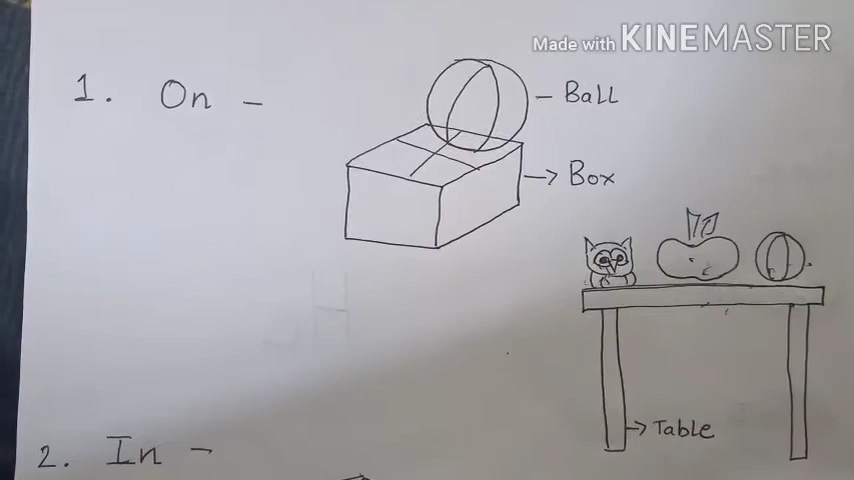 Made with KINEMASTER
1. On - Ball
Box
Table
2. In -